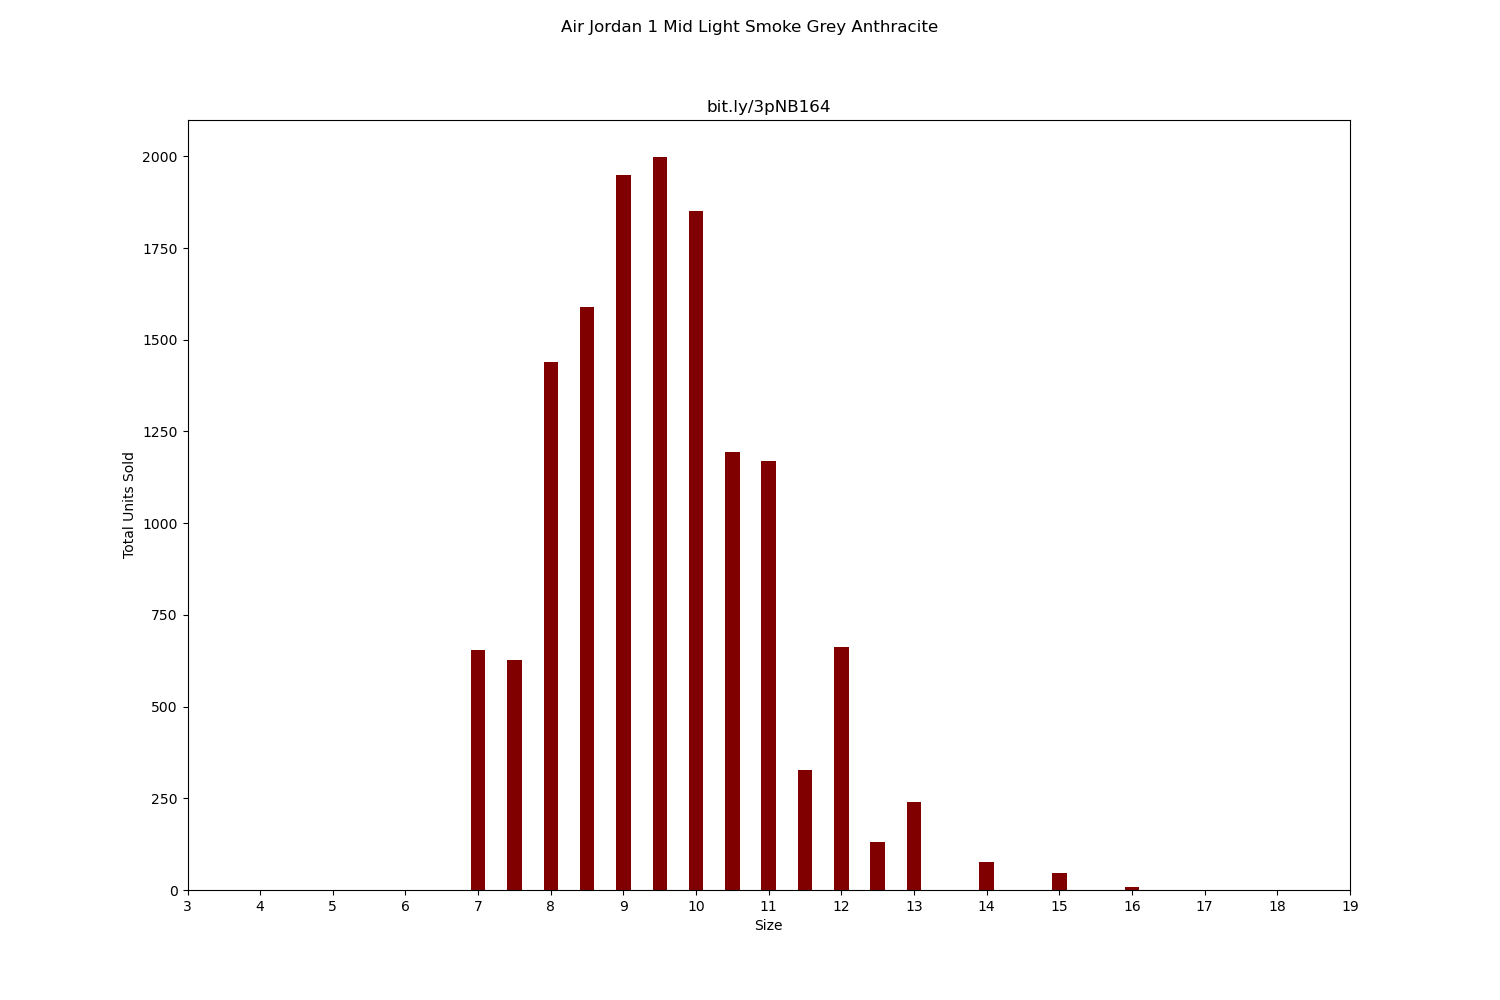 Air Jordan 1 Mid Light Smoke Grey Anthracite
bit.ly/3pNB164
2000
1750
1500
1250
1000
750
500
250
0
Total Units Sold
3 4 5 6 7 8 9 10 11 12 13 14 15 16 17 18 19
Size